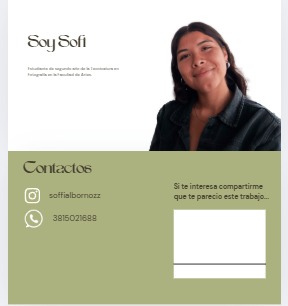 Soy Sofi
Estudiante de segundo año de la Licenciatura en
Fotografía en la Facultad de Artes.
Contactos
soffialbornozz
3815021688
Si te interesa compartirme
que te parecio este trabajo...